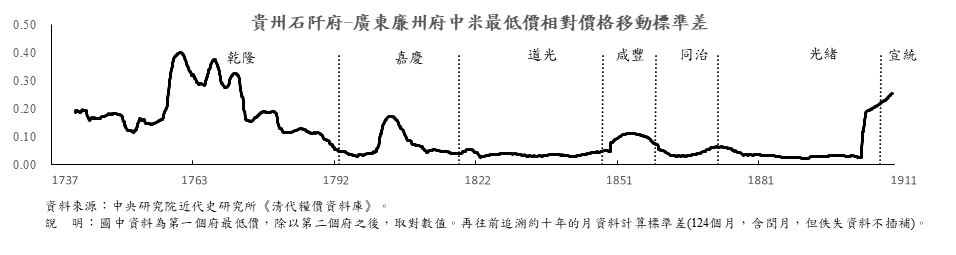 貴州石阡府-廣東廉州府中米最低價相對價格移動標準差
0.50
0.40
0.30
0.20
0.10
0.00
乾隆 嘉慶 道光 咸豐 同治 光緒 宣統
1737 1763 1792 1822 1851 1881 1911
資料來源：中央研究院近代史研究所《清代糧價資料庫》。
說　明：圖中資料為第一個府最低價，除以第二個府之後，取對數值。再往前追溯約十年的月資料計算標準差(124個月，含閏月，但佚失資料不插補)。